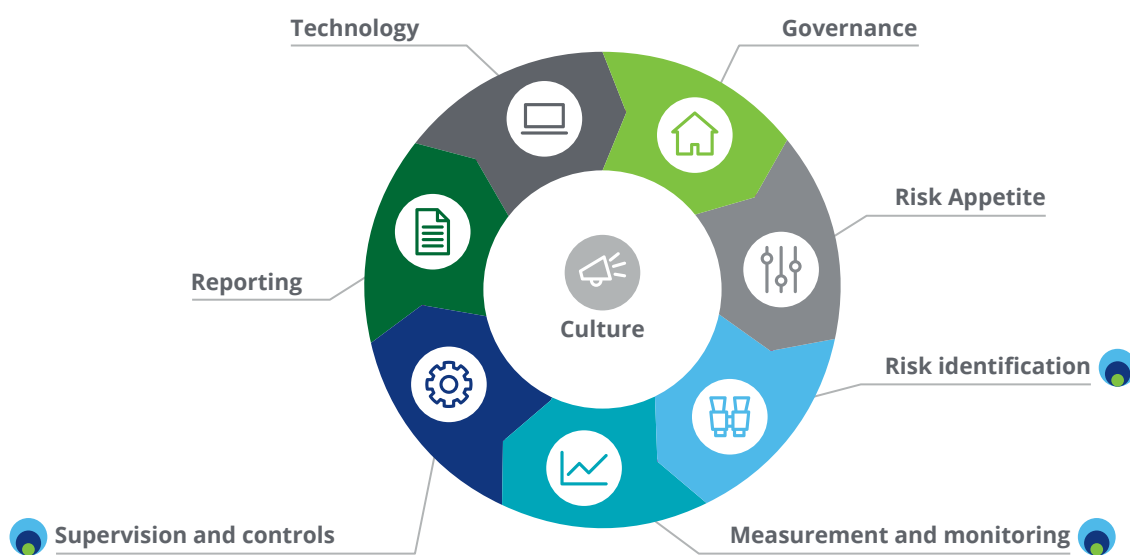 Technology
Governance
Risk Appetite
Reporting
Culture
Risk identification
Supervision and controls
Measurement and monitoring